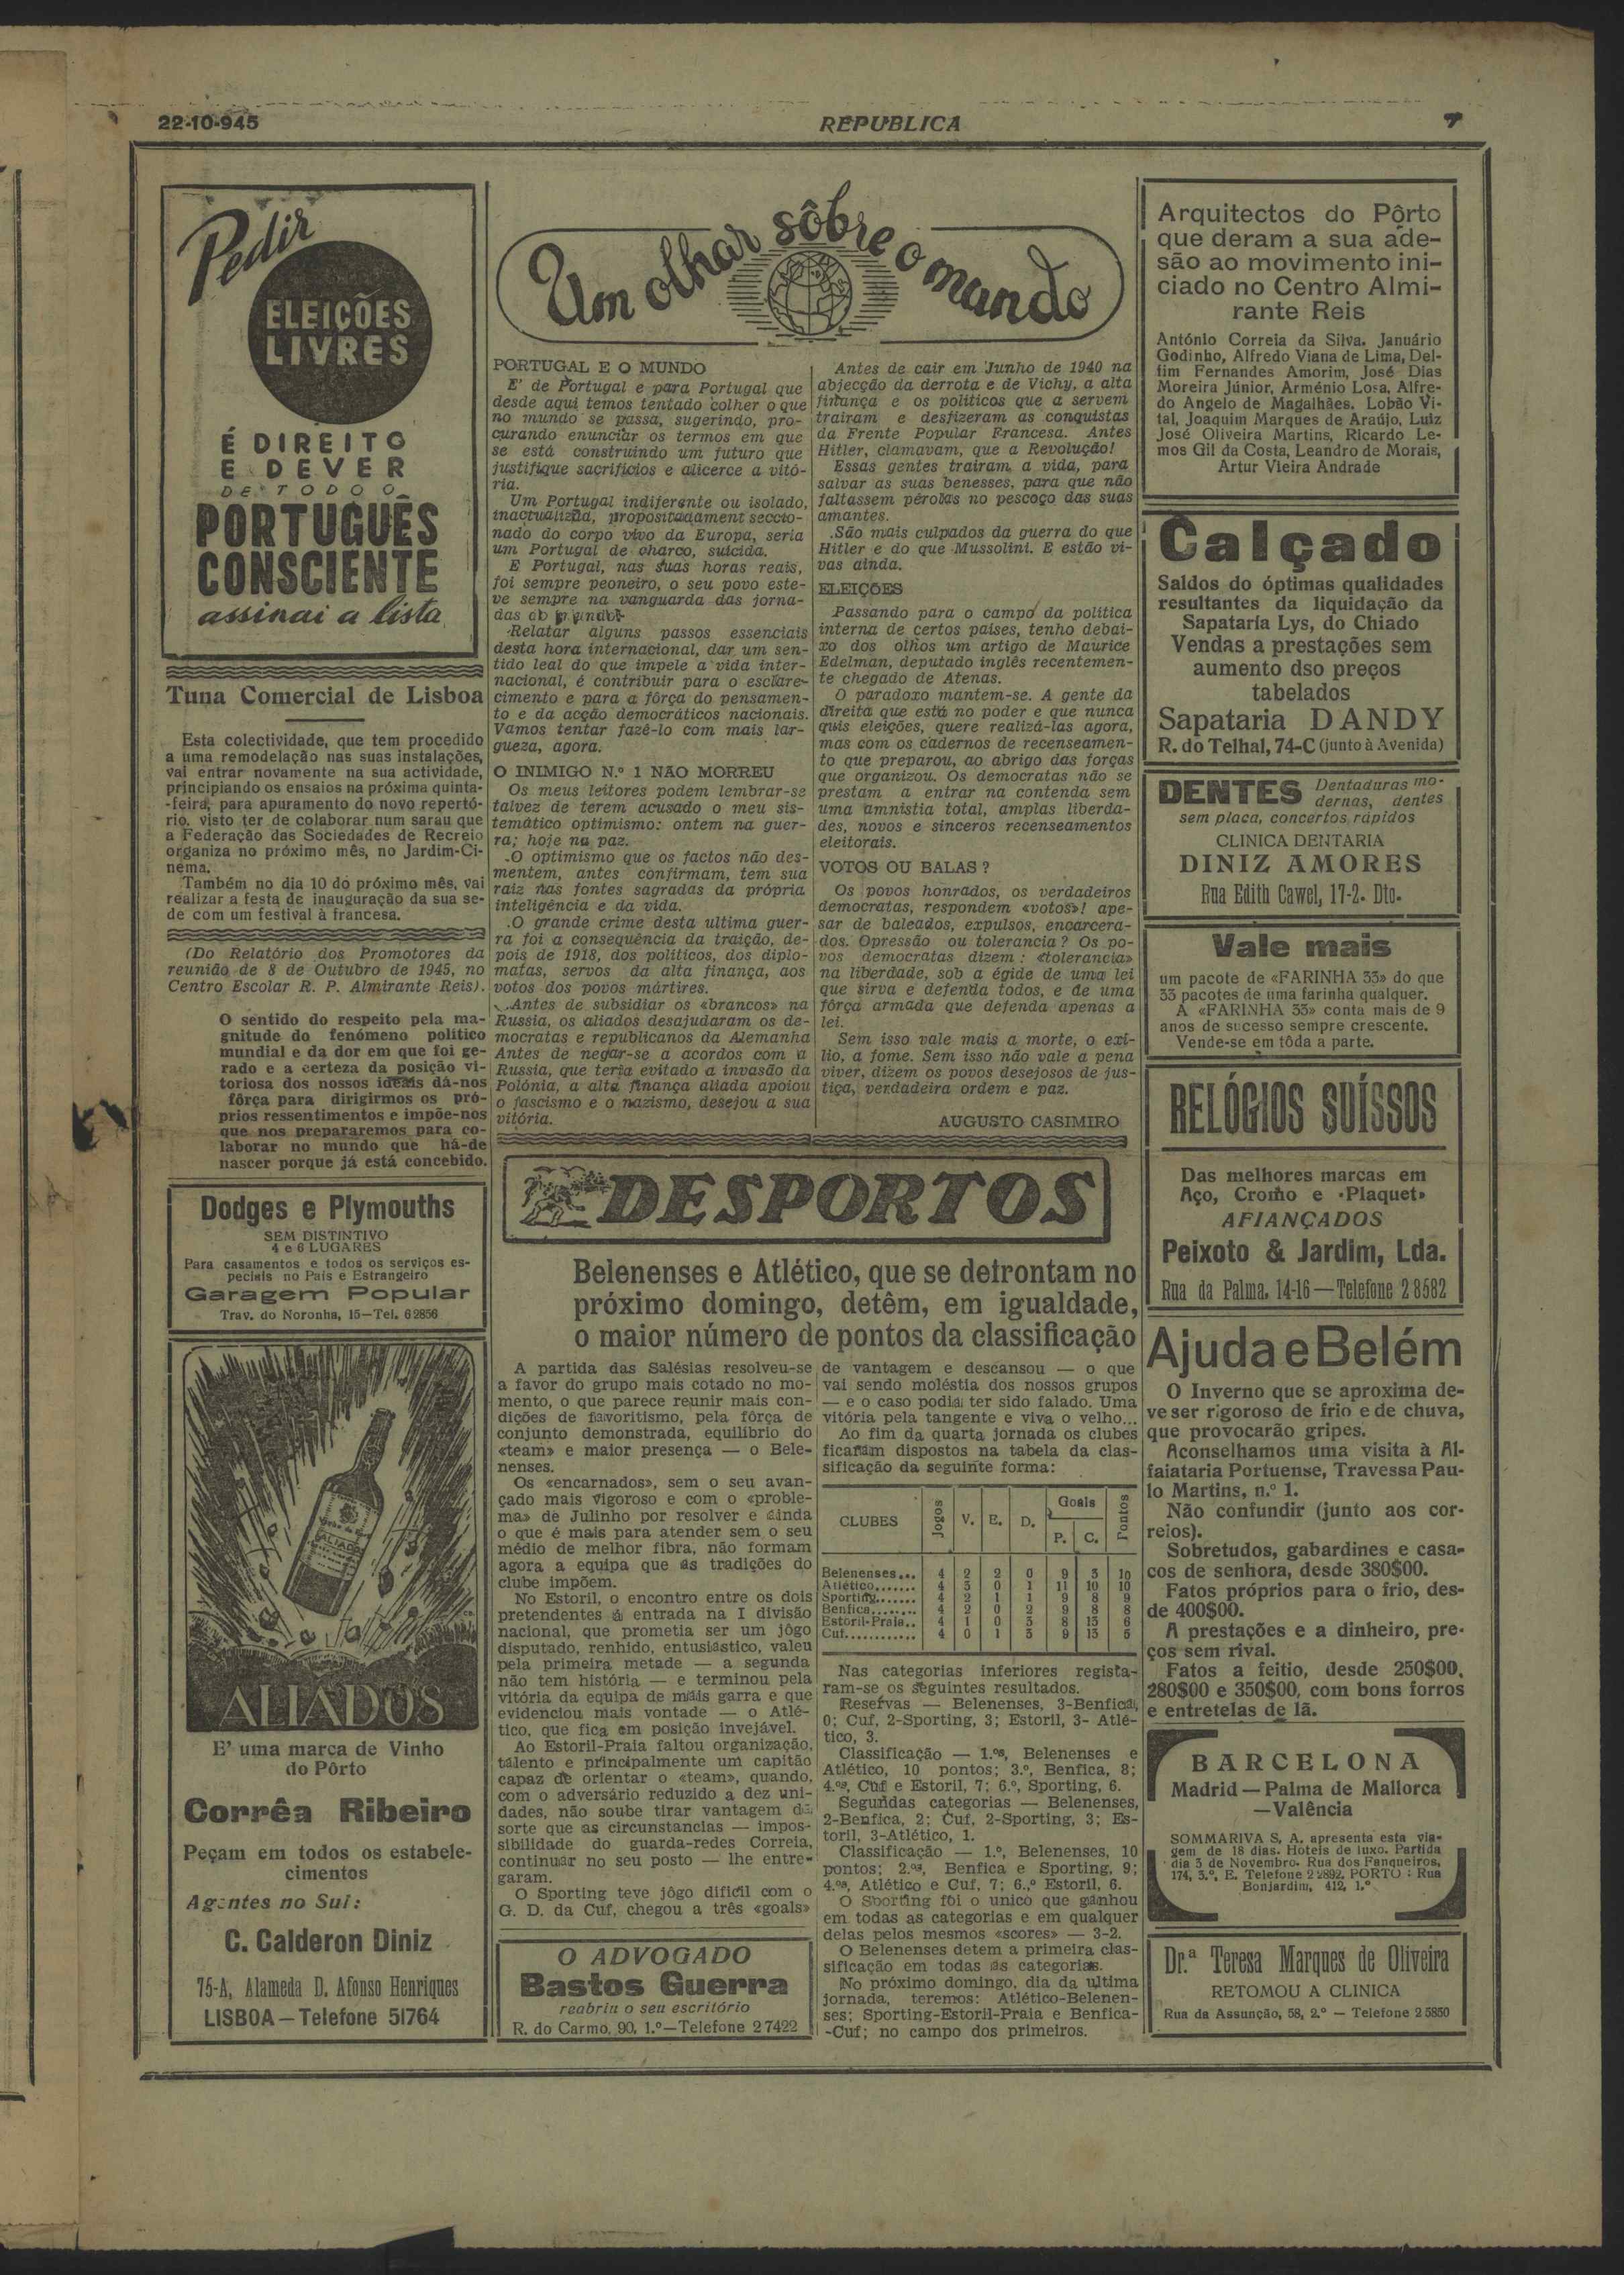 22-10-945
REPUBLICA
7
Pedir
ELEIÇÕES
LIVRES
É DIREITO
E DEVER
DE TODO O
PORTUGUÊS
CONSCIENTE
assinai a lista
Tuna Comercial de Lisboa
Esta colectividade, que tem procedido
a uma remodelação nas suas instalações,
vai entrar novamente na sua actividade,
principiando os ensaios na próxima quinta-
-feira, para apuramento do novo repertó-
rio, visto ter de colaborar num sarau que
a Federação das Sociedades de Recreio
organiza no próximo mês, no Jardim-Ci-
nema.
Também no dia 10 do próximo mês, vai
realizar a festa de inauguração da sua se-
de com um festival à francesa.
(Do Relatório dos Promotores da
reunião de 8 de Outubro de 1945, no
Centro Escolar R. P. Almirante Reis).
O sentido do respeito pela ma-
gnitude do fenómeno político
mundial e da dor em que foi ge-
rado e a certeza da posição vi-
toriosa dos nossos ideais dá-nos
fôrça para dirigirmos os pró-
prios ressentimentos e impõe-nos
que nos prepararemos para co-
laborar no mundo que há-de
nascer porque já está concebido.
Dodges e Plymouths
SEM DISTINTIVO
4 e 6 LUGARES
Para casamentos e todos os serviços es-
peciais no País e Estrangeiro
Garagem Popular
Trav. do Noronha, 15—Tel. 62856
ALIADOS
ALIADOS
E' uma marca de Vinho
do Pôrto
Corrêa Ribeiro
Peçam em todos os estabele-
cimentos
Agentes no Sul:
C. Calderon Diniz
75-A, Alameda D. Afonso Henriques
LISBOA — Telefone 51764
Um olhar sôbre o mundo
PORTUGAL E O MUNDO
E' de Portugal e para Portugal que
desde aqui temos tentado colher o que
no mundo se passa, sugerindo, pro-
curando enunciar os termos em que
se está construindo um futuro que
justifique sacrifícios e alicerce a vitó-
ria.
Um Portugal indiferente ou isolado,
inactualizda, propositadament seccio-
nado do corpo vivo da Europa, seria
um Portugal de charco, suicida.
E Portugal, nas suas horas reais,
foi sempre peoneiro, o seu povo este-
ve sempre na vanguarda das jorna-
das
Relatar alguns passos essenciais
desta hora internacional, dar um sen-
tido leal do que impele a vida inter-
nacional, é contribuir para o esclare-
cimento e para a fôrça do pensamen-
to e da acção democráticos nacionais.
Vamos tentar fazê-lo com mais lar-
gueza, agora.
O INIMIGO N.º 1 NÃO MORREU
Os meus leitores podem lembrar-se
talvez de terem acusado o meu sis-
temático optimismo: ontem na guer-
ra; hoje na paz.
O optimismo que os factos não des-
mentem, antes confirmam, tem sua
raiz nas fontes sagradas da própria
inteligência e da vida.
O grande crime desta ultima guer-
ra foi a consequência da traição, de-
pois de 1918, dos políticos, dos diplo-
matas, servos da alta finança, aos
votos dos povos mártires.
Antes de subsidiar os «brancos» na
Russia, os aliados desajudaram os de-
mocratas e republicanos da Alemanha
Antes de negar-se a acordos com a
Russia, que teria evitado a invasão da
Polónia, a alta finança aliada apoiou
o fascismo e o nazismo, desejou a sua
vitória.
Antes de cair em Junho de 1940 na
abjecção da derrota e de Vichy, a alta
finança e os politicos que a servem
trairam e desfizeram as conquistas
da Frente Popular Francesa. Antes
Hitler, clamavam, que a Revolução!
Essas gentes trairam a vida, para
salvar as suas benesses, para que não
faltassem pérolas no pescoço das suas
amantes.
São mais culpados da guerra do que
Hitler e do que Mussolini. E estão vi-
vas ainda.
ELEIÇÕES
Passando para o campo da politica
interna de certos países, tenho debai-
xo dos olhos um artigo de Maurice
Edelman, deputado inglês recentemen-
te chegado de Atenas.
O paradoxo mantem-se. A gente da
direita que está no poder e que nunca
quis eleições, quere realizá-las agora,
mas com os cadernos de recenseamen-
to que preparou, ao abrigo das forças
que organizou. Os democratas não se
prestam a entrar na contenda sem
uma amnistia total, amplas liberda-
des, novos e sinceros recenseamentos
eleitorais.
VOTOS OU BALAS ?
Os povos honrados, os verdadeiros
democratas, respondem «votos»! ape-
sar de baleados, expulsos, encarcera-
dos. Opressão ou tolerancia? Os po-
vos democratas dizem: «tolerancia»
na liberdade, sob a égide de uma lei
que sirva e defenda todos, e de uma
fôrça armada que defenda apenas a
lei.
Sem isso vale mais a morte, o exí-
lio, a fome. Sem isso não vale a pena
viver, dizem os povos desejosos de jus-
tiça, verdadeira ordem e paz.
AUGUSTO CASIMIRO
DESPORTOS
Belenenses e Atlético, que se detrontam no
próximo domingo, detêm, em igualdade,
o maior número de pontos da classificação
A partida das Salésias resolveu-se
a favor do grupo mais cotado no mo-
mento, o que parece reunir mais con-
dições de favoritismo, pela fôrça de
conjunto demonstrada, equilíbrio do
«team» e maior presença — o Bele-
nenses.
Os «encarnados», sem o seu avan-
çado mais vigoroso e com o «proble-
ma» de Julinho por resolver e ainda
o que é mais para atender sem o seu
médio de melhor fibra, não formam
agora a equipa que as tradições do
clube impõem.
No Estoril, o encontro entre os dois
pretendentes á entrada na I divisão
nacional, que prometia ser um jôgo
disputado, renhido, entusiástico, valeu
pela primeira metade — a segunda
não tem história — e terminou pela
vitória da equipa de mais garra e que
evidenciou mais vontade — o Atlé-
tico, que fica em posição invejável.
Ao Estoril-Praia faltou organização,
talento e principalmente um capitão
capaz de orientar o «team», quando,
com o adversário reduzido a dez uni-
dades, não soube tirar vantagem da
sorte que as circunstancias — impos-
sibilidade do guarda-redes Correia,
continuar no seu posto — lhe entre-
garam.
O Sporting teve jôgo dificil com o
G. D. da Cuf, chegou a três «goals»
de vantagem e descansou — o que
vai sendo moléstia dos nossos grupos
— e o caso podia ter sido falado. Uma
vitória pela tangente e viva o velho...
Ao fim da quarta jornada os clubes
ficaram dispostos na tabela da clas-
sificação da seguinte forma:
CLUBES Jogos V. E. D. Goals P. C. Pontos
Belenenses... 4 2 2 0 9 3 10
Atlético....... 4 3 0 1 11 10 10
Sporting....... 4 2 1 1 9 8 9
Benfica........ 4 2 0 2 9 8 8
Estoril-Praia.. 4 1 0 3 8 13 6
Cuf............ 4 0 1 3 9 13 5
Nas categorias inferiores regista-
ram-se os seguintes resultados.
Reservas — Belenenses, 3-Benfica,
0; Cuf, 2-Sporting, 3; Estoril, 3- Atlé-
tico, 3.
Classificação — 1.ºs, Belenenses e
Atlético, 10 pontos; 3.º, Benfica, 8;
4.ºs, Cuf e Estoril, 7; 6.º, Sporting, 6.
Segundas categorias — Belenenses,
2-Benfica, 2; Cuf, 2-Sporting, 3; Es-
toril, 3-Atlético, 1.
Classificação — 1.º, Belenenses, 10
pontos; 2.ºs, Benfica e Sporting, 9;
4.ºs, Atlético e Cuf, 7; 6.º Estoril, 6.
O Sporting foi o unico que ganhou
em todas as categorias e em qualquer
delas pelos mesmos «scores» — 3-2.
O Belenenses detem a primeira clas-
sificação em todas as categorias.
No próximo domingo, dia da ultima
jornada, teremos: Atlético-Belenen-
ses; Sporting-Estoril-Praia e Benfica-
-Cuf; no campo dos primeiros.
O ADVOGADO
Bastos Guerra
reabriu o seu escritório
R. do Carmo, 90, 1.º—Telefone 27422
Arquitectos do Pôrto
que deram a sua ade-
são ao movimento ini-
ciado no Centro Almi-
rante Reis
António Correia da Silva, Januário
Godinho, Alfredo Viana de Lima, Del-
fim Fernandes Amorim, José Dias
Moreira Júnior, Arménio Losa, Alfre-
do Angelo de Magalhães, Lobão Vi-
tal, Joaquim Marques de Araújo, Luiz
José Oliveira Martins, Ricardo Le-
mos Gil da Costa, Leandro de Morais,
Artur Vieira Andrade
Calçado
Saldos do óptimas qualidades
resultantes da liquidação da
Sapataria Lys, do Chiado
Vendas a prestações sem
aumento dso preços
tabelados
Sapataria DANDY
R. do Telhal, 74-C (junto à Avenida)
DENTES Dentaduras mo-
dernas, dentes
sem placa, concertos rápidos
CLINICA DENTARIA
DINIZ AMORES
Rua Edith Cawel, 17-2. Dto.
Vale mais
um pacote de «FARINHA 33» do que
33 pacotes de uma farinha qualquer.
A «FARINHA 33» conta mais de 9
anos de sucesso sempre crescente.
Vende-se em tôda a parte.
RELÓGIOS SUÍSSOS
Das melhores marcas em
Aço, Cromo e «Plaquet»
AFIANÇADOS
Peixoto & Jardim, Lda.
Rua da Palma, 14-16 — Telefone 28582
Ajuda e Belém
O Inverno que se aproxima de-
ve ser rigoroso de frio e de chuva,
que provocarão gripes.
Aconselhamos uma visita à Al-
faiataria Portuense, Travessa Pau-
lo Martins, n.º 1.
Não confundir (junto aos cor-
reios).
Sobretudos, gabardines e casa-
cos de senhora, desde 380$00.
Fatos próprios para o frio, des-
de 400$00.
A prestações e a dinheiro, pre-
ços sem rival.
Fatos a feitio, desde 250$00,
280$00 e 350$00, com bons forros
e entretelas de lã.
BARCELONA
Madrid — Palma de Mallorca
— Valência
SOMMARIVA S. A. apresenta esta via-
gem de 18 dias. Hoteis de luxo. Partida
dia 3 de Novembro. Rua dos Fanqueiros,
174, 3.º, E. Telefone 22892. PORTO : Rua
Bonjardim, 412, 1.º
Dr.ª Teresa Marques de Oliveira
RETOMOU A CLINICA
Rua da Assunção, 58, 2.º — Telefone 25850